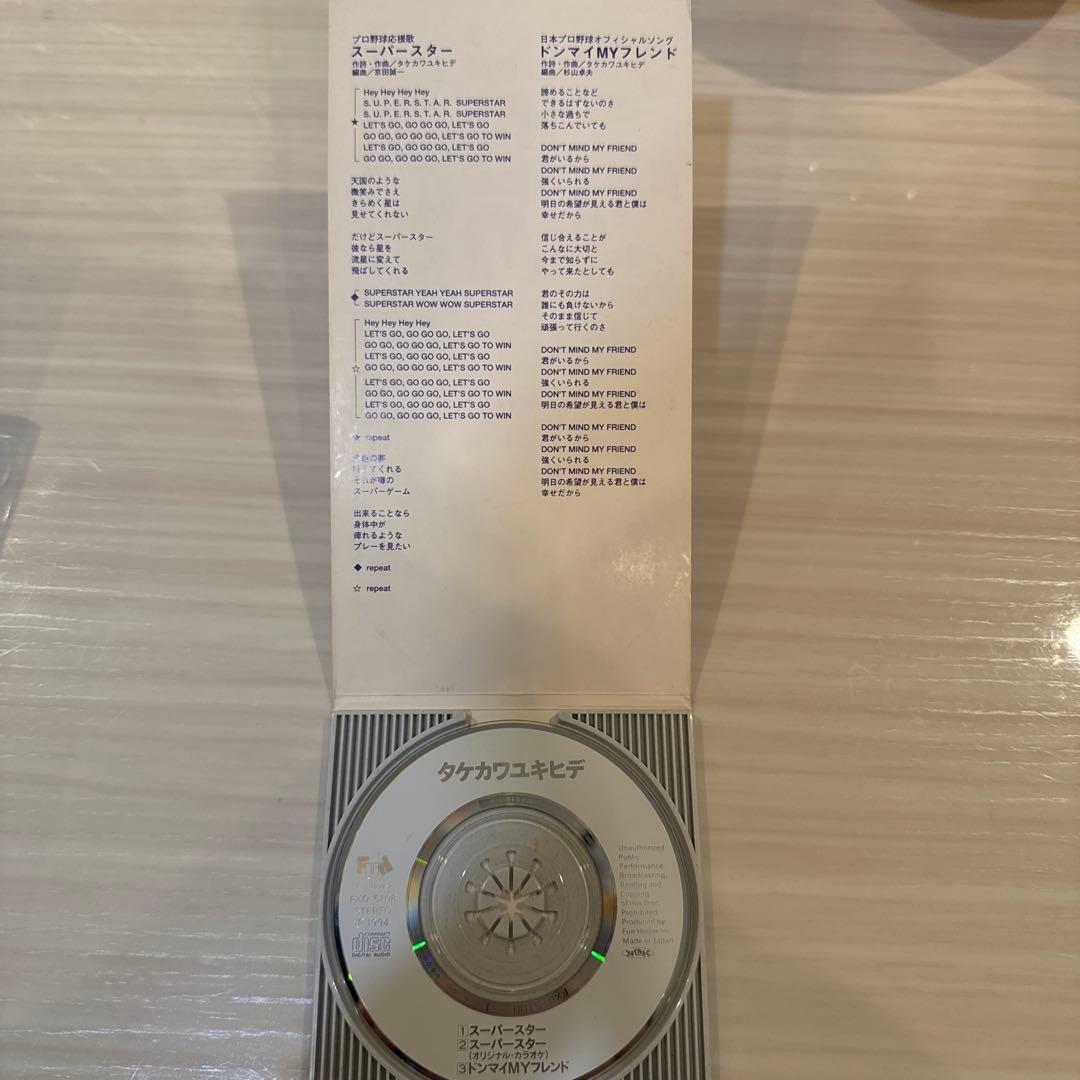 プロ野球応援歌
スーパースター
作詩・作曲/タケカワユキヒデ
編曲/京田誠一
Hey Hey Hey Hey
S. U. P. E. R. S. T. A. R. SUPERSTAR
S. U. P. E. R. S. T. A. R. SUPERSTAR
★ LET'S GO, GO GO GO, LET'S GO
GO GO, GO GO GO, LET'S GO TO WIN
LET'S GO, GO GO GO, LET'S GO
GO GO, GO GO GO, LET'S GO TO WIN
天国のような
微笑みでさえ
きらめく星は
見せてくれない
だけどスーパースター
彼なら星を
流星に変えて
飛ばしてくれる
◆ SUPERSTAR YEAH YEAH SUPERSTAR
SUPERSTAR WOW WOW SUPERSTAR
Hey Hey Hey Hey
LET'S GO, GO GO GO, LET'S GO
GO GO, GO GO GO, LET'S GO TO WIN
LET'S GO, GO GO GO, LET'S GO
☆ GO GO, GO GO GO, LET'S GO TO WIN
LET'S GO, GO GO GO, LET'S GO
GO GO, GO GO GO, LET'S GO TO WIN
LET'S GO, GO GO GO, LET'S GO
GO GO, GO GO GO, LET'S GO TO WIN
★ repeat
色の夢
てくれる
それが噂の
スーパーゲーム
出来ることなら
身体中が
痺れるような
プレーを見たい
◆ repeat
☆ repeat
日本プロ野球オフィシャルソング
ドンマイMYフレンド
作詩・作曲/タケカワユキヒデ
編曲/杉山卓夫
諦めることなど
できるはずないのさ
小さな過ちで
落ちこんでいても
DON'T MIND MY FRIEND
君がいるから
DON'T MIND MY FRIEND
強くいられる
DON'T MIND MY FRIEND
明日の希望が見える君と僕は
幸せだから
信じ合えることが
こんなに大切と
今まで知らずに
やって来たとしても
君のその力は
誰にも負けないから
そのまま信じて
頑張って行くのさ
DON'T MIND MY FRIEND
君がいるから
DON'T MIND MY FRIEND
強くいられる
DON'T MIND MY FRIEND
明日の希望が見える君と僕は
DON'T MIND MY FRIEND
君がいるから
DON'T MIND MY FRIEND
強くいられる
DON'T MIND MY FRIEND
明日の希望が見える君と僕は
幸せだから
タケカワユキヒデ
FUN
FXD-5108
STEREO
℗1994
COMPACT
disc
DIGITAL AUDIO
Unauthorized
Public
Performance,
Broadcasting,
Renting and
Copying
of this Disc
Prohibited.
Produced by
Fun House Inc.
Made in Japan
JASRAC
1 スーパースター
2 スーパースター
(オリジナル・カラオケ)
3 ドンマイMYフレンド